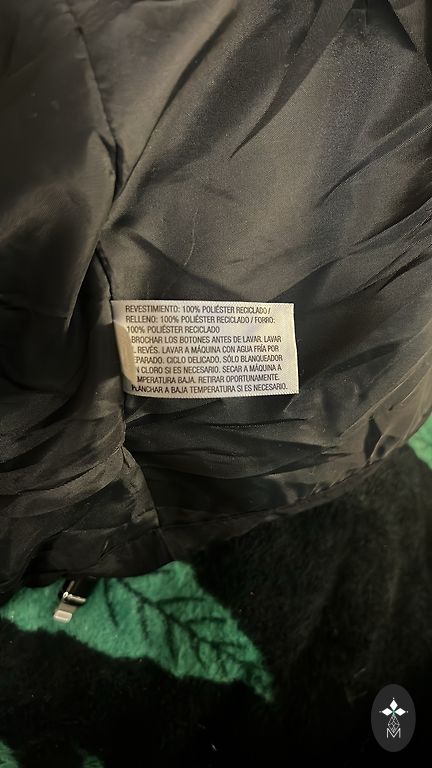 REVESTIMIENTO: 100% POLIÉSTER RECICLADO /
RELLENO: 100% POLIÉSTER RECICLADO / FORRO:
100% POLIÉSTER RECICLADO
BROCHAR LOS BOTONES ANTES DE LAVAR. LAVAR
REVÉS. LAVAR A MÁQUINA CON AGUA FRÍA POR
EPARADO. CICLO DELICADO. SÓLO BLANQUEADOR
N CLORO SI ES NECESARIO. SECAR A MÁQUINA A
MPERATURA BAJA. RETIRAR OPORTUNAMENTE.
LANCHAR A BAJA TEMPERATURA SI ES NECESARIO.
M